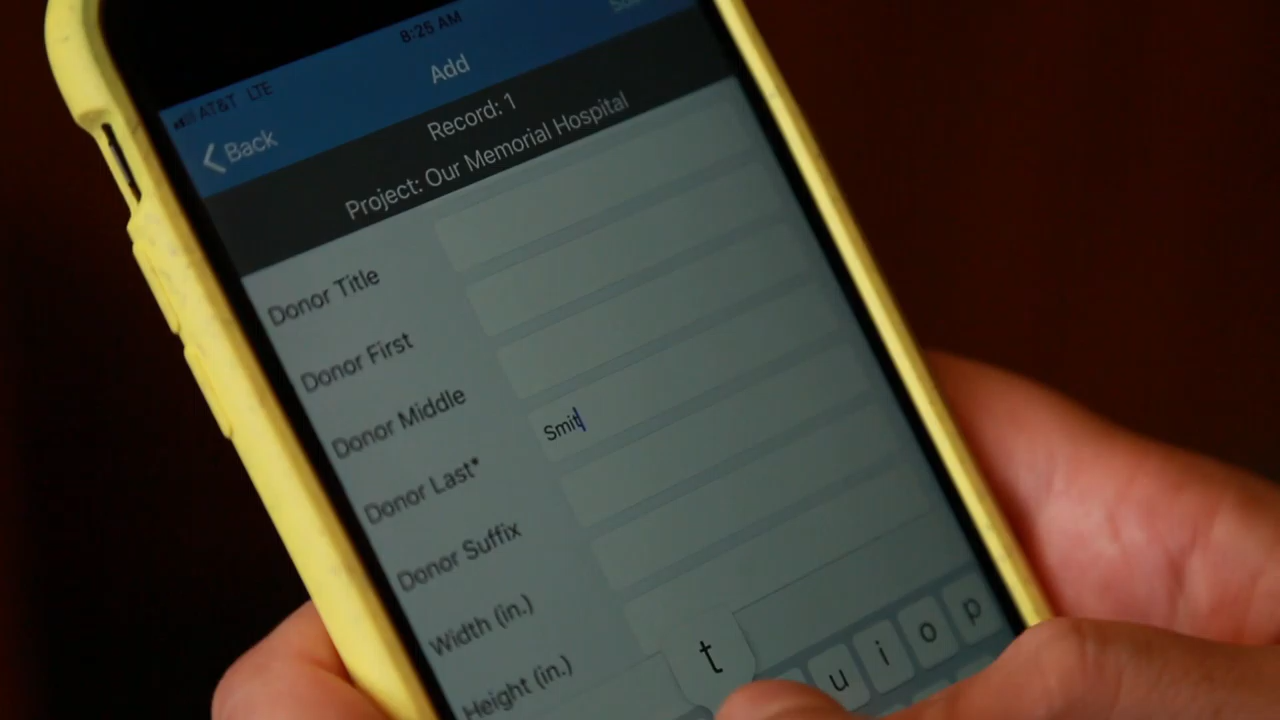 8:25 AM
AT&T LTE
Add
Back
Record: 1
Project: Our Memorial Hospital
Donor Title
Donor First
Donor Middle
Donor Last*
Smit
Donor Suffix
Width (in.)
Height (in.)
t
u i o p